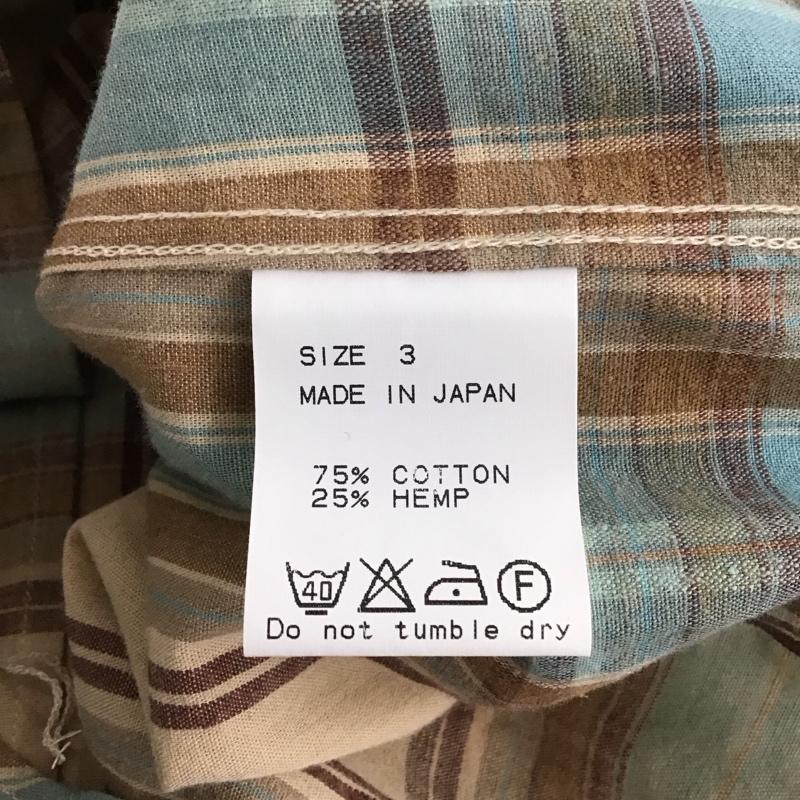 SIZE 3
MADE IN JAPAN
75% COTTON
25% HEMP
40 F
Do not tumble dry